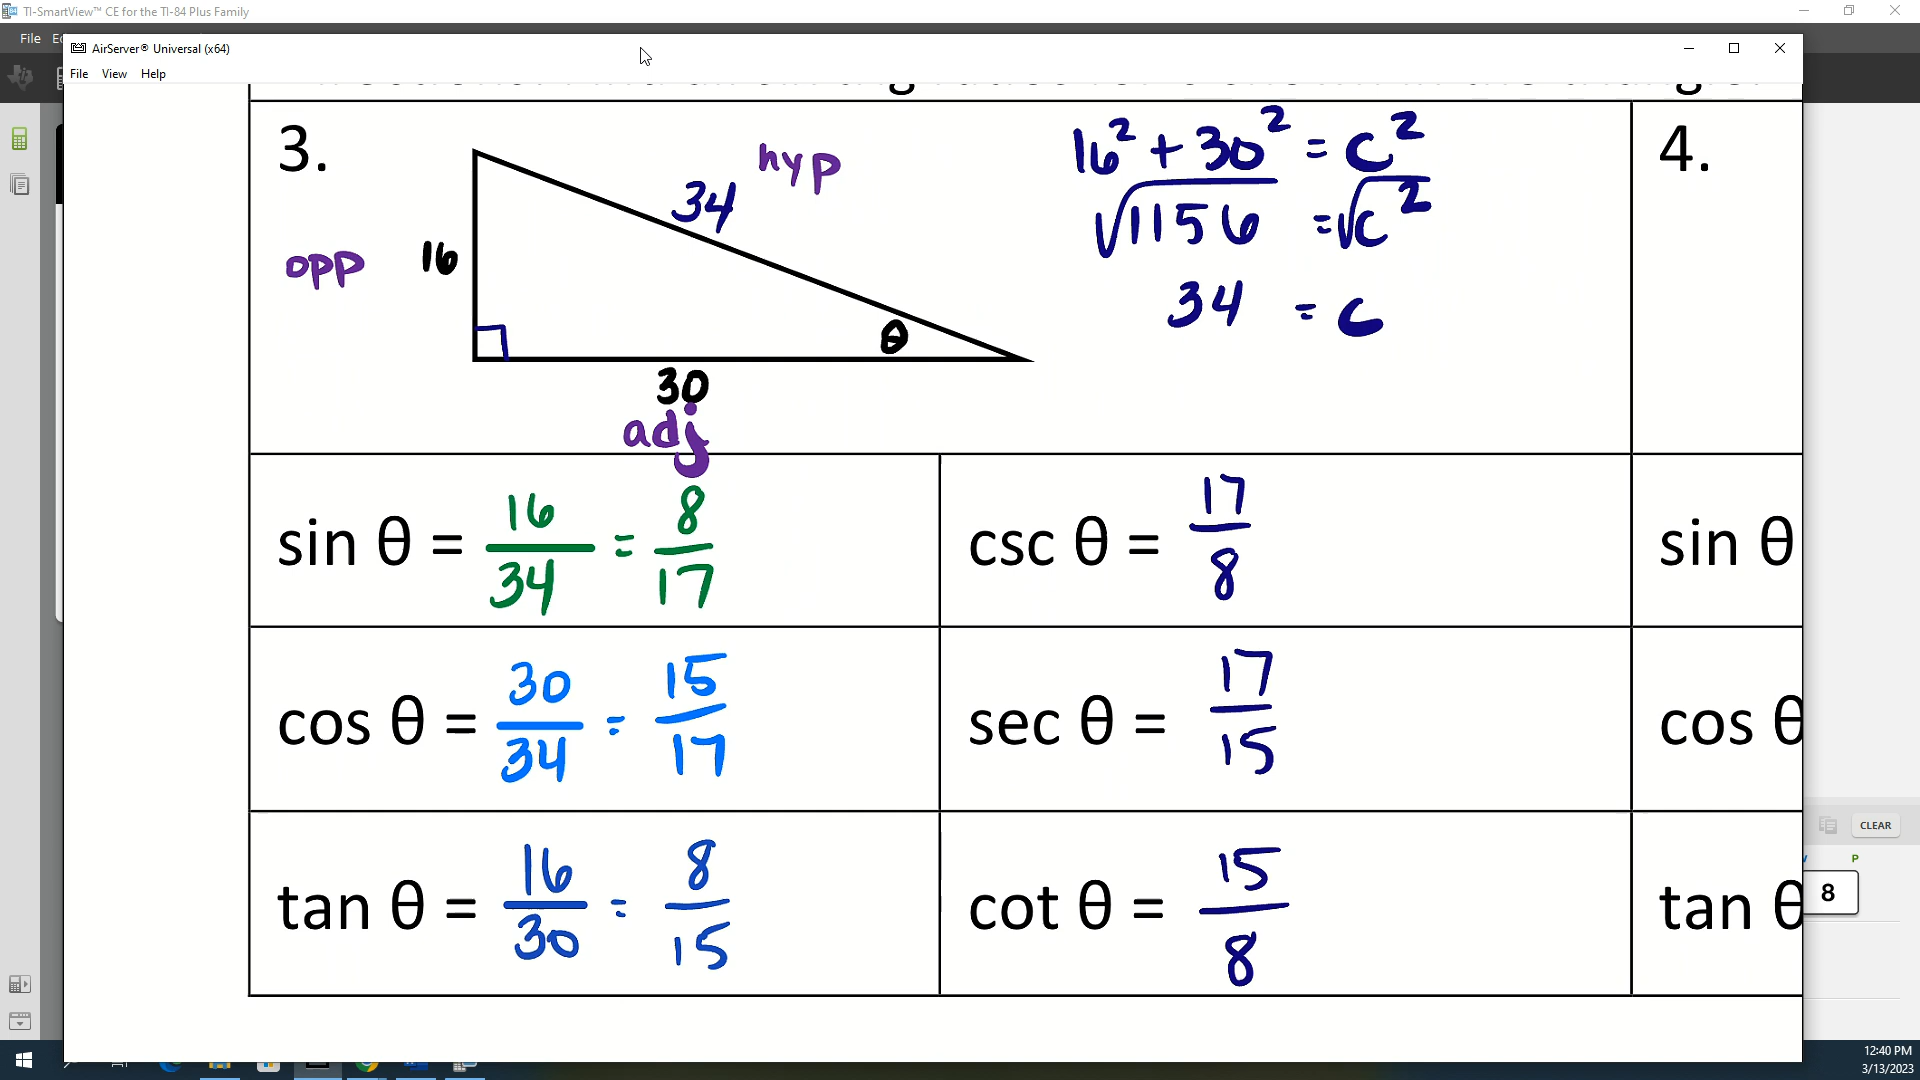 TI-SmartView™ CE for the TI-84 Plus Family
File
AirServer® Universal (x64)
File View Help
3.
hyp
34
opp
16
θ
30
adj
16² + 30² = c²
√1156 = √c²
34 = c
4.
sin θ = 16/34 = 8/17
csc θ = 17/8
sin θ
cos θ = 30/34 = 15/17
sec θ = 17/15
cos θ
tan θ = 16/30 = 8/15
cot θ = 15/8
tan θ
CLEAR
P
8
12:40 PM
3/13/2023